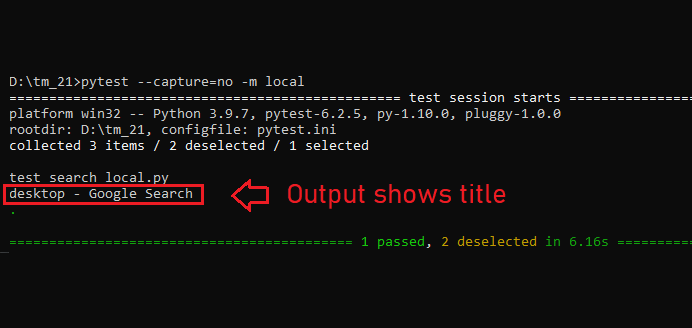 D:\tm_21>pytest --capture=no -m local
================================================= test session starts ================
platform win32 -- Python 3.9.7, pytest-6.2.5, py-1.10.0, pluggy-1.0.0
rootdir: D:\tm_21, configfile: pytest.ini
collected 3 items / 2 deselected / 1 selected
test_search_local.py
desktop - Google Search
Output shows title
.
=========================================== 1 passed, 2 deselected in 6.16s ==========